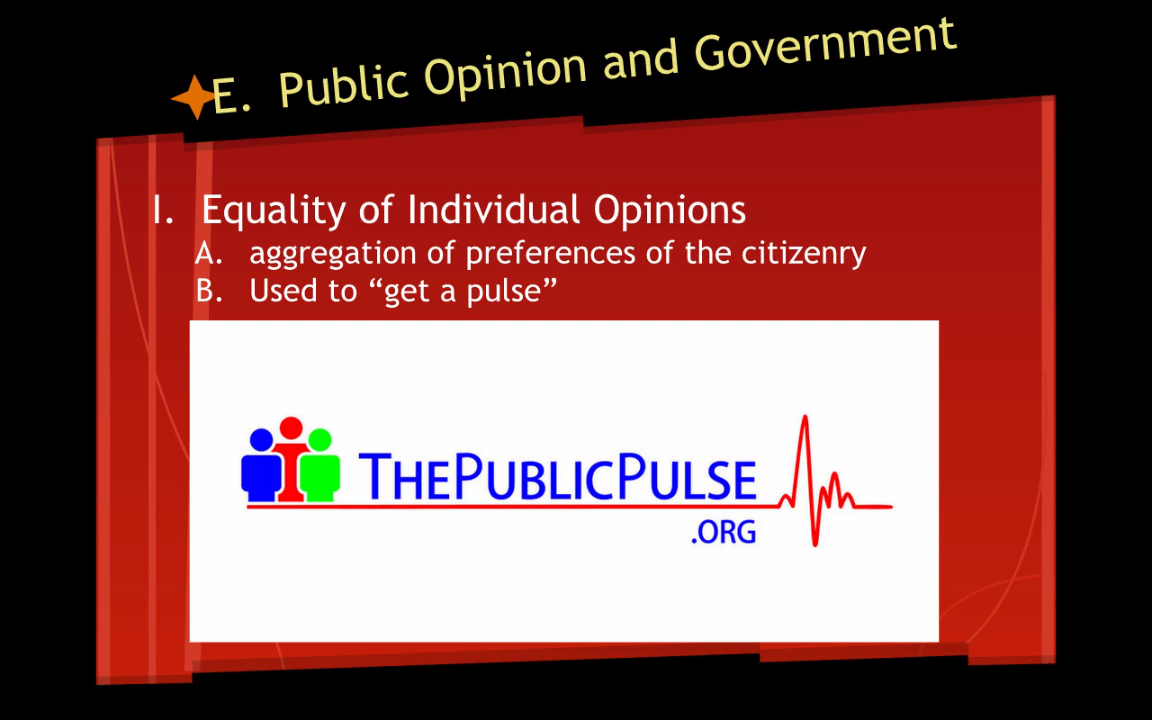 E. Public Opinion and Government
I. Equality of Individual Opinions
A. aggregation of preferences of the citizenry
B. Used to “get a pulse”
THEPUBLICPULSE
.ORG